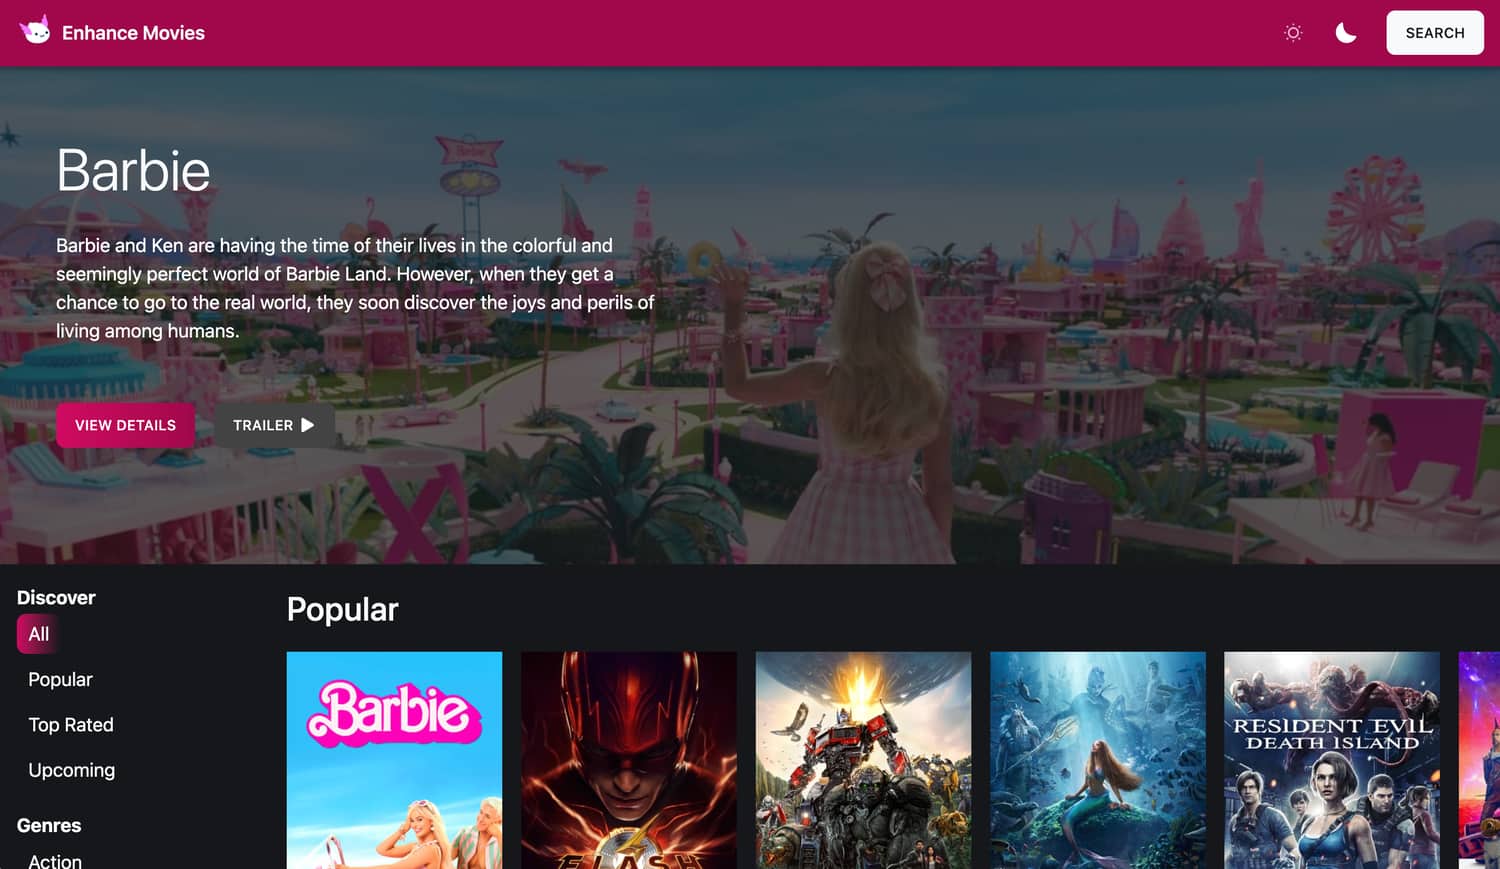 Enhance Movies
SEARCH
Barbie
Barbie
Barbie and Ken are having the time of their lives in the colorful and
seemingly perfect world of Barbie Land. However, when they get a
chance to go to the real world, they soon discover the joys and perils of
living among humans.
VIEW DETAILS
TRAILER
Discover
All
Popular
Top Rated
Upcoming
Genres
Action
Popular
Barbie
FLASH
RESIDENT EVIL
DEATH ISLAND